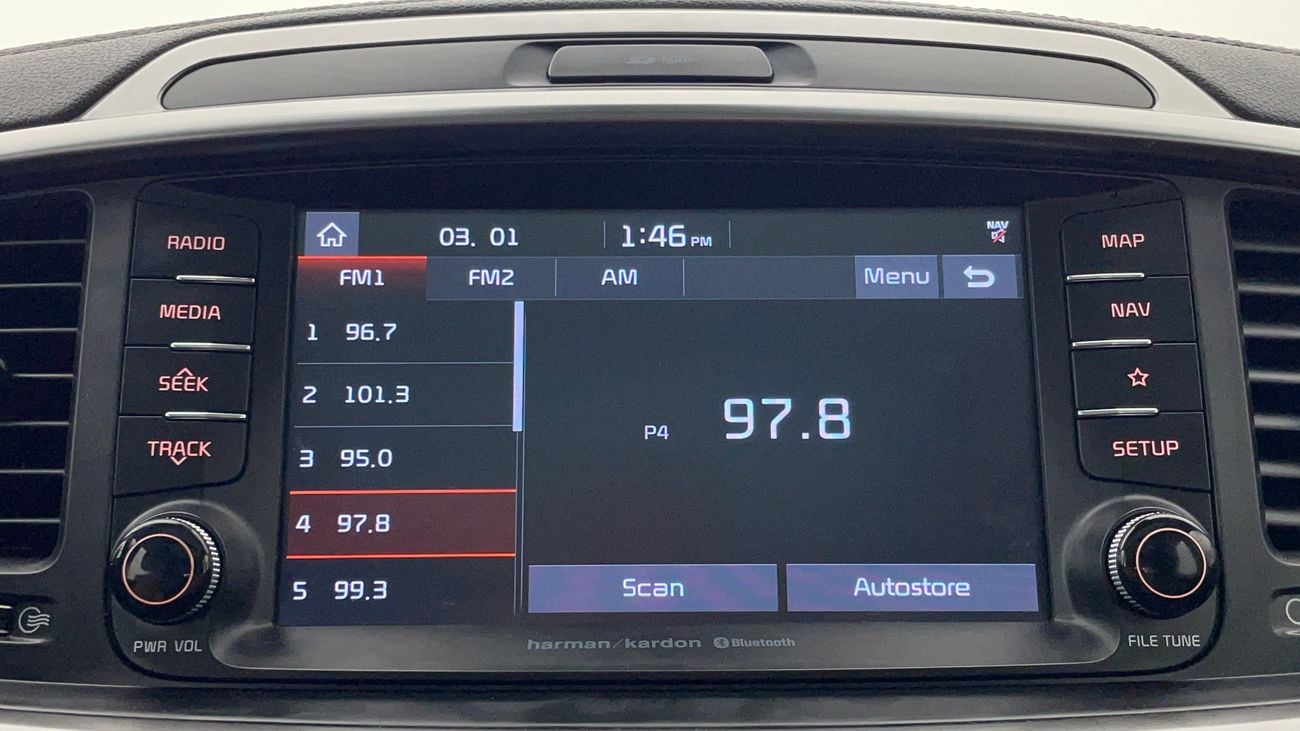 SD MAP
RADIO
MEDIA
SEEK
TRACK
PWR VOL
03. 01 1:46 PM NAV
FM1 FM2 AM Menu
1 96.7
2 101.3
3 95.0
4 97.8
5 99.3
P4 97.8
Scan Autostore
harman/kardon Bluetooth
MAP
NAV
SETUP
FILE TUNE